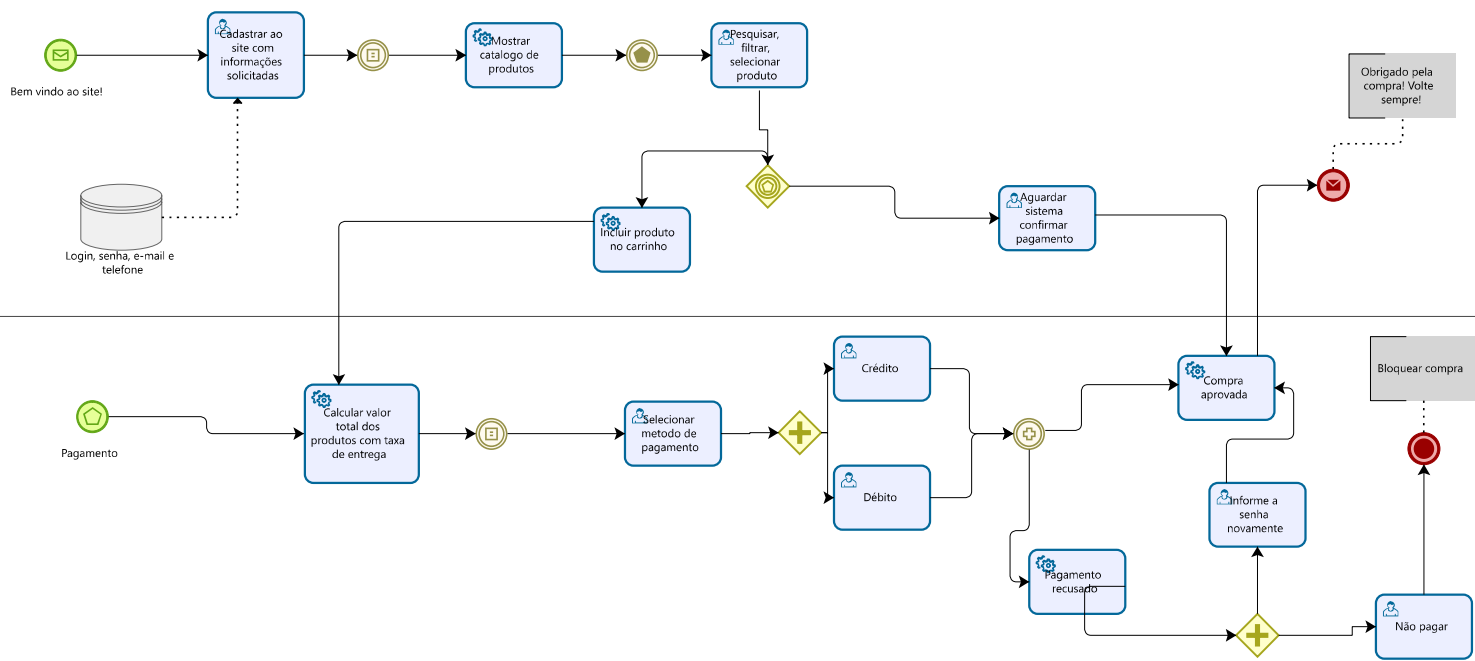 Bem vindo ao site!
Cadastrar ao
site com
informações
solicitadas
Mostrar
catalogo de
produtos
Pesquisar,
filtrar,
selecionar
produto
Obrigado pela
compra! Volte
sempre!
Login, senha, e-mail e
telefone
Incluir produto
no carrinho
Aguardar
sistema
confirmar
pagamento
Pagamento
Calcular valor
total dos
produtos com taxa
de entrega
Selecionar
metodo de
pagamento
Crédito
Débito
Compra
aprovada
Bloquear compra
Informe a
senha
novamente
Pagamento
recusado
Não pagar